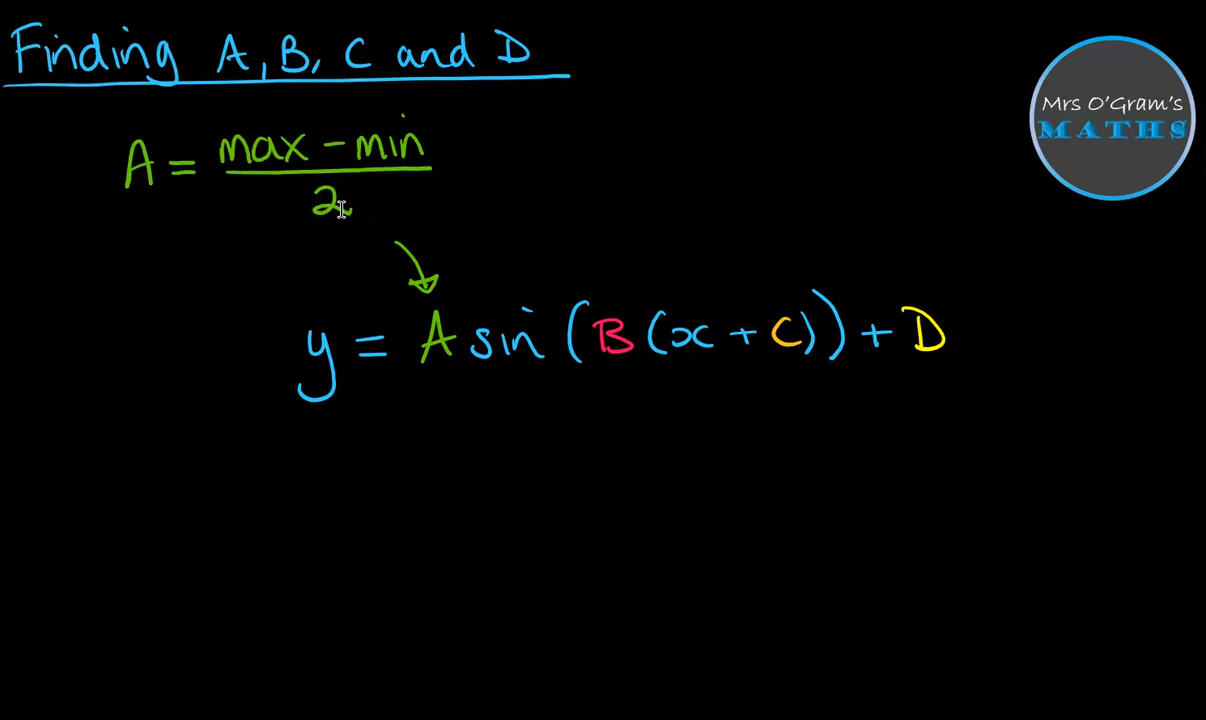 Finding A, B, C and D
Mrs O'Gram's
MATHS
A = max - min
2
y = A sin (B(x + C)) + D